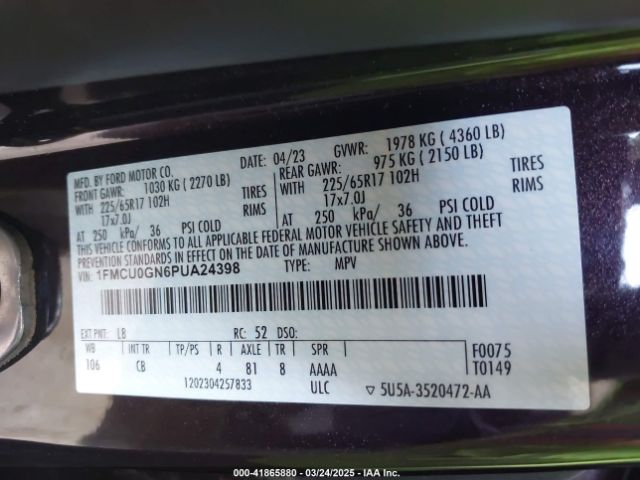 MFD. BY FORD MOTOR CO.
DATE: 04/23 GVWR: 1978 KG ( 4360 LB)
FRONT GAWR: 1030 KG ( 2270 LB) REAR GAWR: 975 KG ( 2150 LB)
WITH 225/65R17 102H TIRES WITH 225/65R17 102H TIRES
17x7.0J RIMS 17x7.0J RIMS
AT 250 kPa/ 36 PSI COLD AT 250 kPa/ 36 PSI COLD
THIS VEHICLE CONFORMS TO ALL APPLICABLE FEDERAL MOTOR VEHICLE SAFETY AND THEFT
PREVENTION STANDARDS IN EFFECT ON THE DATE OF MANUFACTURE SHOWN ABOVE.
VIN: 1FMCU0GN6PUA24398 TYPE: MPV
EXT PNT: L8 RC: 52 DSO:
WB INT TR TP/PS R AXLE TR SPR F0075
106 CB 4 81 8 AAAA T0149
1202304257833 ULC ▽ 5U5A-3520472-AA
000-41865880 - 03/24/2025 - IAA Inc.